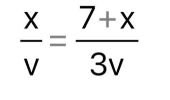 x/v = (7+x)/3v